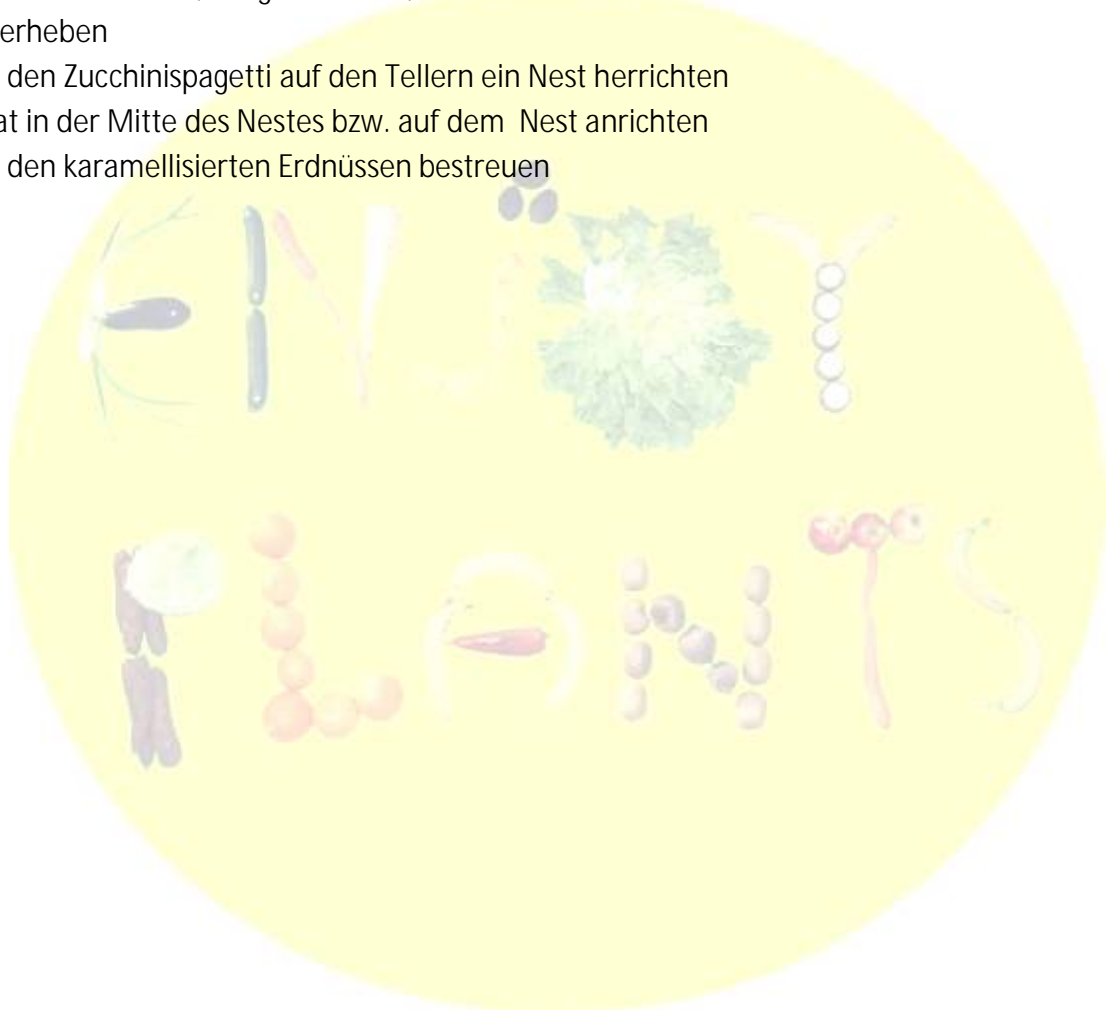 erheben
den Zucchinispagetti auf den Tellern ein Nest herrichten
at in der Mitte des Nestes bzw. auf dem Nest anrichten
den karamellisierten Erdnüssen bestreuen
ENJOY
PLANTS